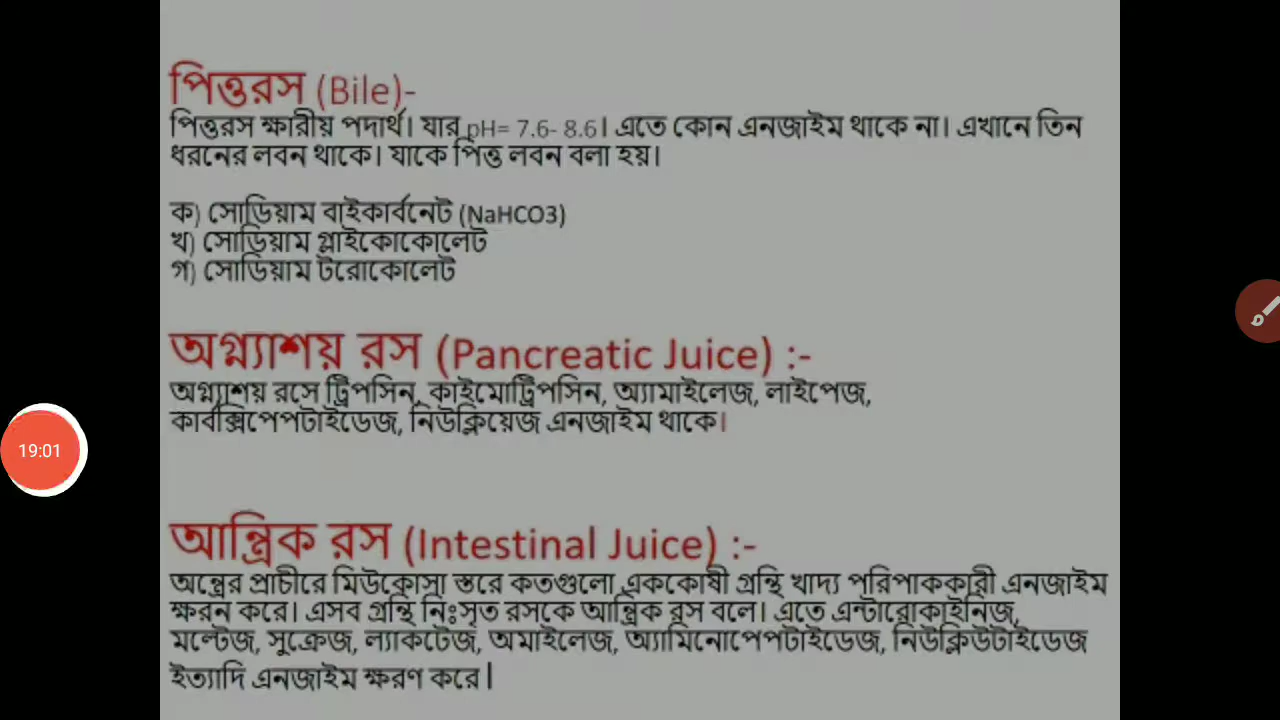 পিত্তরস (Bile)-
পিত্তরস ক্ষারীয় পদার্থ। যার pH= 7.6- 8.6। এতে কোন এনজাইম থাকে না। এখানে তিন
ধরনের লবন থাকে। যাকে পিত্ত লবন বলা হয়।
ক) সোডিয়াম বাইকার্বনেট (NaHCO3)
খ) সোডিয়াম গ্লাইকোকোলেট
গ) সোডিয়াম টরোকোলেট
অগ্ন্যাশয় রস (Pancreatic Juice) :-
অগ্ন্যাশয় রসে ট্রিপসিন, কাইমোট্রিপসিন, অ্যামাইলেজ, লাইপেজ,
কার্বক্সিপেপটাইডেজ, নিউক্লিয়েজ এনজাইম থাকে।
19:01
আন্ত্রিক রস (Intestinal Juice) :-
অন্ত্রের প্রাচীরে মিউকোসা স্তরে কতগুলো এককোষী গ্রন্থি খাদ্য পরিপাককারী এনজাইম
ক্ষরন করে। এসব গ্রন্থি নিঃসৃত রসকে আন্ত্রিক রস বলে। এতে এন্টারোকাইনিজ,
মল্টেজ, সুক্রেজ, ল্যাকটেজ, অমাইলেজ, অ্যামিনোপেপটাইডেজ, নিউক্লিউটাইডেজ
ইত্যাদি এনজাইম ক্ষরণ করে।